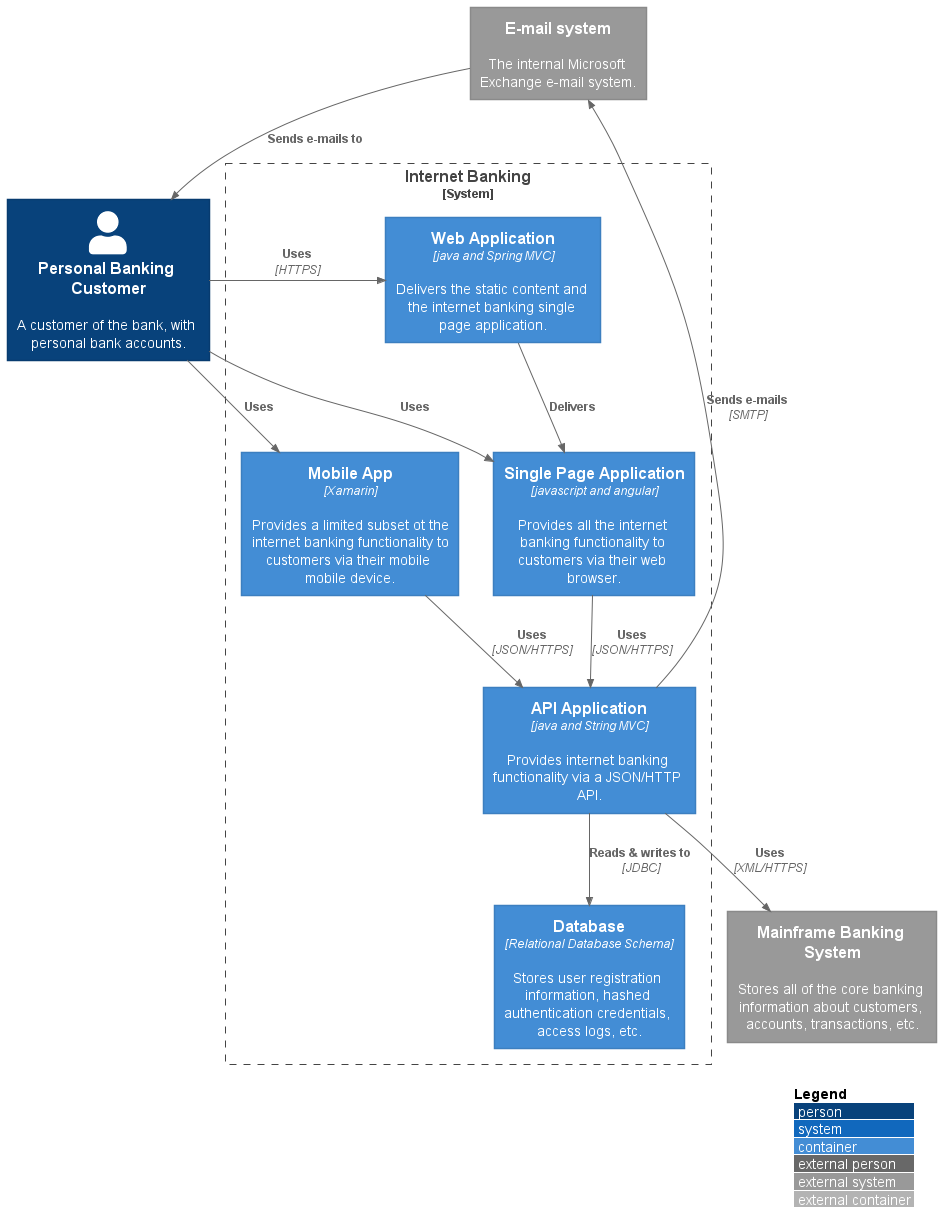 E-mail system
The internal Microsoft
Exchange e-mail system.
Sends e-mails to
Internet Banking
[System]
Personal Banking
Customer
A customer of the bank, with
personal bank accounts.
Uses
[HTTPS]
Web Application
[java and Spring MVC]
Delivers the static content and
the internet banking single
page application.
Uses
Uses
Delivers
Sends e-mails
[SMTP]
Mobile App
[Xamarin]
Provides a limited subset ot the
internet banking functionality to
customers via their mobile
mobile device.
Single Page Application
[javascript and angular]
Provides all the internet
banking functionality to
customers via their web
browser.
Uses
[JSON/HTTPS]
Uses
[JSON/HTTPS]
API Application
[java and String MVC]
Provides internet banking
functionality via a JSON/HTTP
API.
Reads & writes to
[JDBC]
Uses
[XML/HTTPS]
Database
[Relational Database Schema]
Stores user registration
information, hashed
authentication credentials,
access logs, etc.
Mainframe Banking
System
Stores all of the core banking
information about customers,
accounts, transactions, etc.
Legend
person
system
container
external person
external system
external container